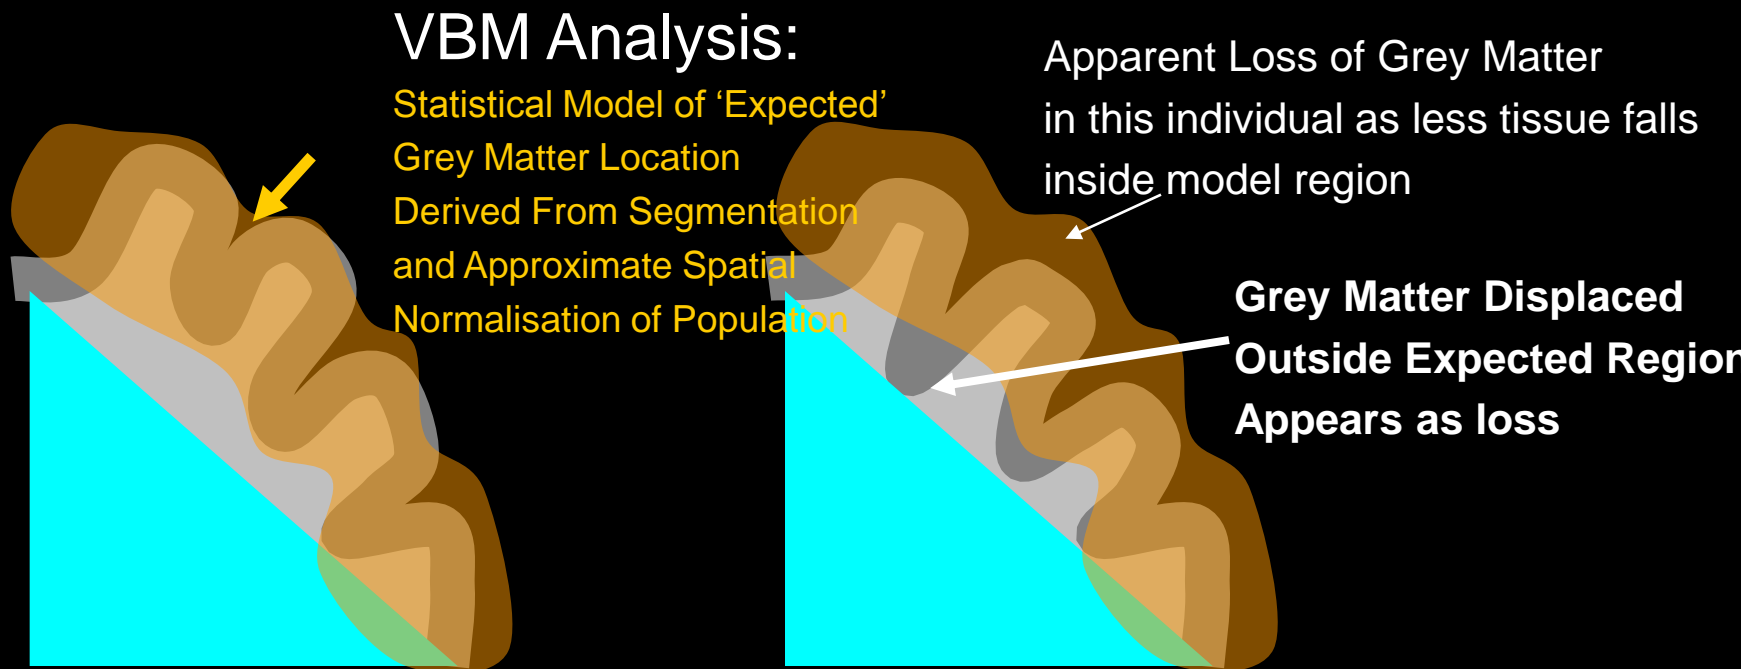 VBM Analysis:
Statistical Model of ‘Expected’
Grey Matter Location
Derived From Segmentation
and Approximate Spatial
Normalisation of Population
Apparent Loss of Grey Matter
in this individual as less tissue falls
inside model region
Grey Matter Displaced
Outside Expected Region
Appears as loss